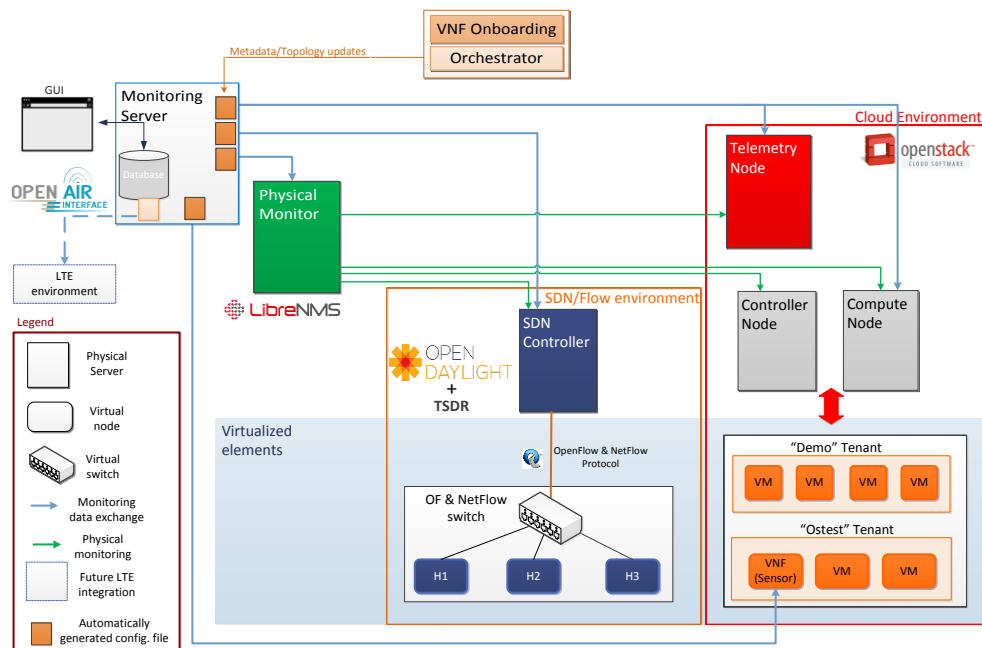 VNF Onboarding
Orchestrator
Metadata/Topology updates
GUI
Monitoring
Server
Database
OPEN AIR
INTERFACE
LTE
environment
Physical
Monitor
LibreNMS
Cloud Environment
Telemetry
Node
openstack™
CLOUD SOFTWARE
Controller
Node
Compute
Node
SDN/Flow environment
SDN
Controller
OPEN
DAYLIGHT
+
TSDR
Virtualized
elements
OpenFlow & NetFlow
Protocol
OF & NetFlow
switch
H1
H2
H3
“Demo” Tenant
VM
VM
VM
VM
“Ostest” Tenant
VNF
(Sensor)
VM
VM
Legend
Physical
Server
Virtual
node
Virtual
switch
Monitoring
data exchange
Physical
monitoring
Future LTE
integration
Automatically
generated config. file